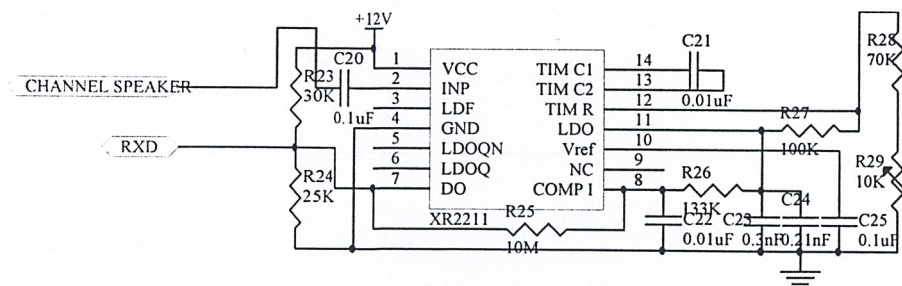 +12V
CHANNEL SPEAKER
RXD
R23
30K
C20
0.1uF
R24
25K
1
2
3
4
5
6
7
VCC
INP
LDF
GND
LDOQN
LDOQ
DO
TIM C1
TIM C2
TIM R
LDO
Vref
NC
COMP I
14
13
12
11
10
9
8
XR2211
R25
10M
C21
0.01uF
R27
100K
R28
70K
R29
10K
R26
133K
C22
0.01uF
C23
0.3nF
C24
0.21nF
C25
0.1uF